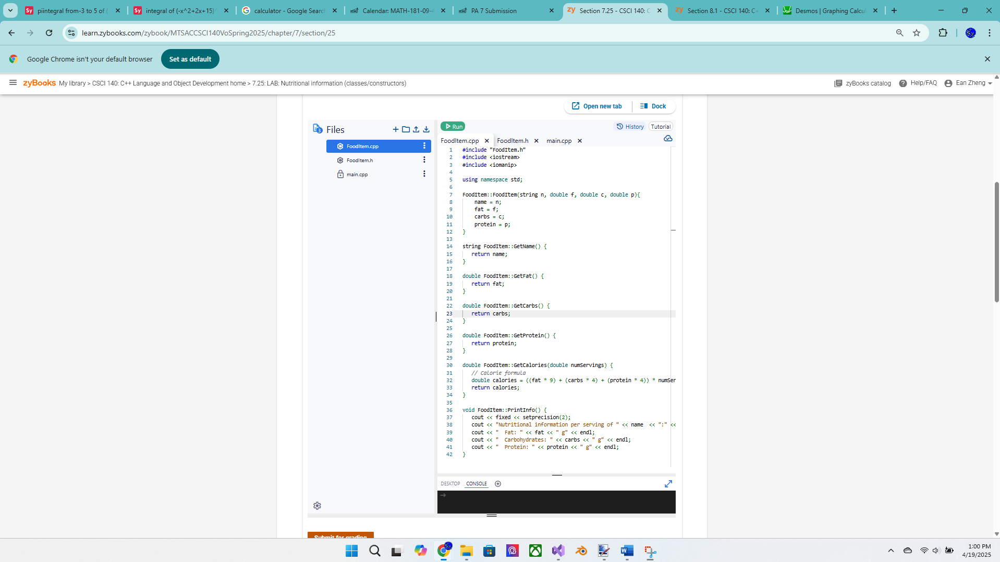 piintegral from-3 to 5 of (
integral of (-x^2+2x+15)^
calculator - Google Search
Calendar: MATH-181-09-
PA 7 Submission
Section 7.25 - CSCI 140: C
Section 8.1 - CSCI 140: C+
Desmos | Graphing Calcu
learn.zybooks.com/zybook/MTSACCSCI140VoSpring2025/chapter/7/section/25
Google Chrome isn't your default browser
Set as default
zyBooks My library > CSCI 140: C++ Language and Object Development home > 7.25: LAB: Nutritional information (classes/constructors)
zyBooks catalog
Help/FAQ
Ean Zheng
Open new tab
Dock
Files
FoodItem.cpp
FoodItem.h
main.cpp
Run
History
Tutorial
FoodItem.cpp
FoodItem.h
main.cpp
1 #include "FoodItem.h"
2 #include <iostream>
3 #include <iomanip>
4
5 using namespace std;
6
7 FoodItem::FoodItem(string n, double f, double c, double p){
8 name = n;
9 fat = f;
10 carbs = c;
11 protein = p;
12 }
13
14 string FoodItem::GetName() {
15 return name;
16 }
17
18 double FoodItem::GetFat() {
19 return fat;
20 }
21
22 double FoodItem::GetCarbs() {
23 return carbs;
24 }
25
26 double FoodItem::GetProtein() {
27 return protein;
28 }
29
30 double FoodItem::GetCalories(double numServings) {
31 // Calorie formula
32 double calories = ((fat * 9) + (carbs * 4) + (protein * 4)) * numSer
33 return calories;
34 }
35
36 void FoodItem::PrintInfo() {
37 cout << fixed << setprecision(2);
38 cout << "Nutritional information per serving of " << name << ":" <<
39 cout << " Fat: " << fat << " g" << endl;
40 cout << " Carbohydrates: " << carbs << " g" << endl;
41 cout << " Protein: " << protein << " g" << endl;
42 }
DESKTOP
CONSOLE
Submit for grading
1:00 PM
4/19/2025